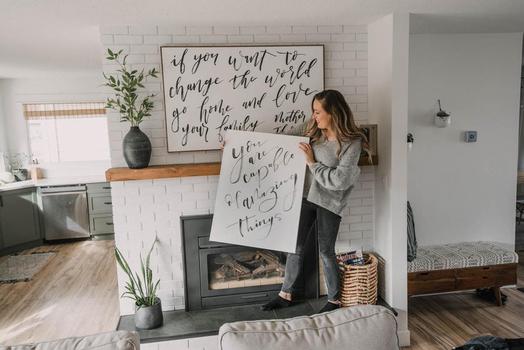 if you want to
change the world
go home and love
your family Mother Teresa
You
are
capable
of amazing
things